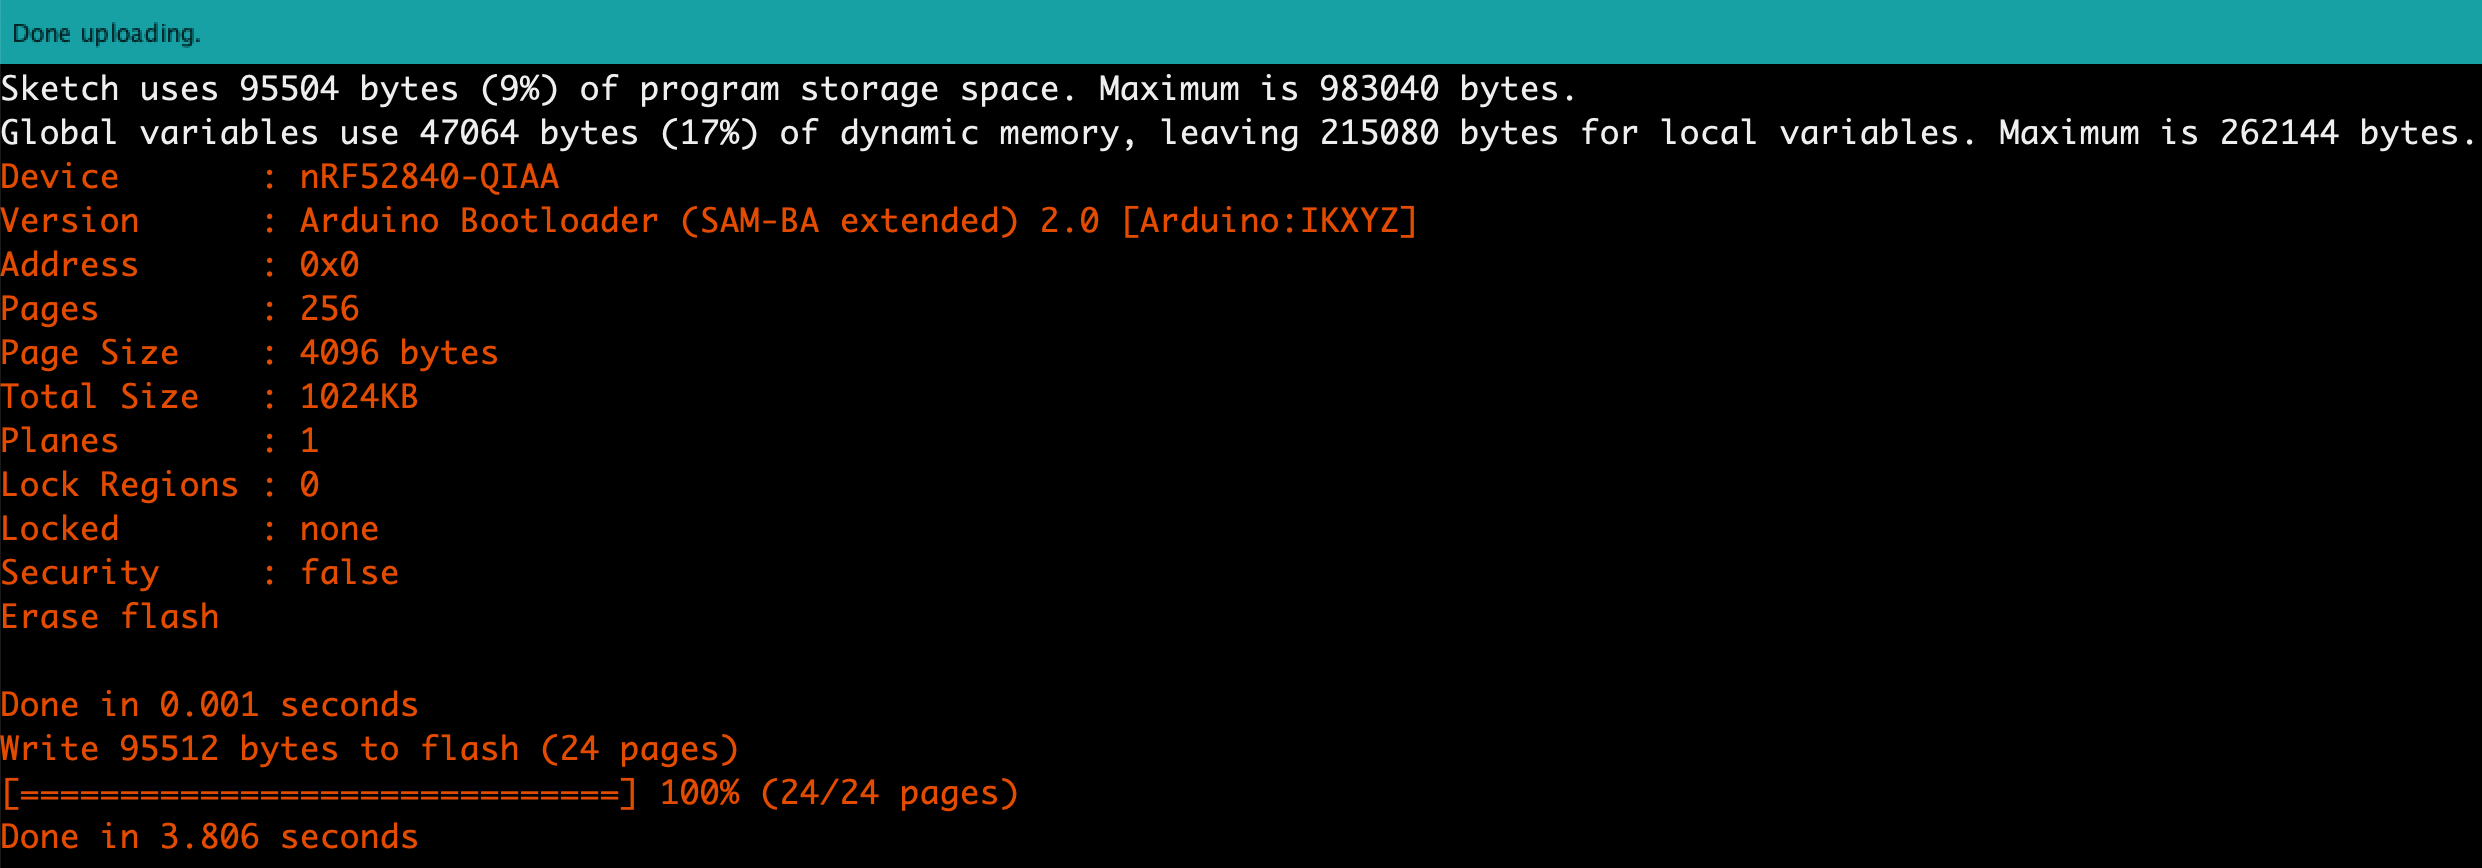 Done uploading.
Sketch uses 95504 bytes (9%) of program storage space. Maximum is 983040 bytes.
Global variables use 47064 bytes (17%) of dynamic memory, leaving 215080 bytes for local variables. Maximum is 262144 bytes.
Device       : nRF52840-QIAA
Version      : Arduino Bootloader (SAM-BA extended) 2.0 [Arduino:IKXYZ]
Address      : 0x0
Pages        : 256
Page Size    : 4096 bytes
Total Size   : 1024KB
Planes       : 1
Lock Regions : 0
Locked       : none
Security     : false
Erase flash

Done in 0.001 seconds
Write 95512 bytes to flash (24 pages)
[==============================] 100% (24/24 pages)
Done in 3.806 seconds